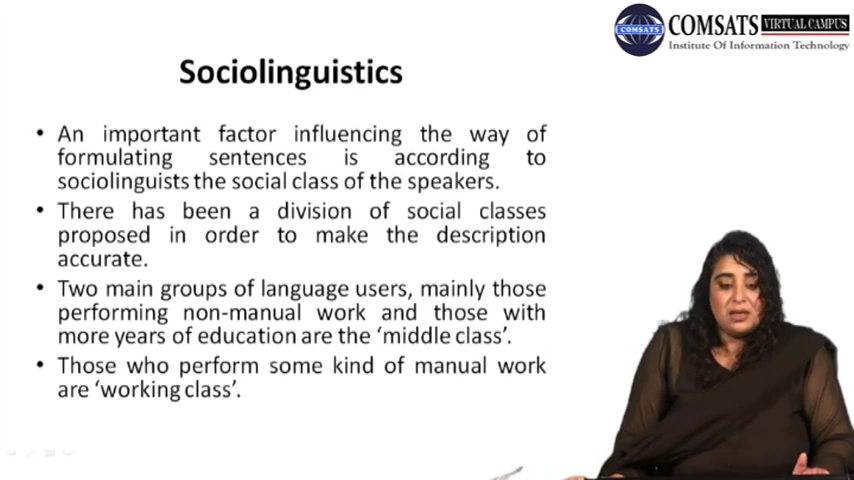 COMSATS
COMSATS VIRTUAL CAMPUS
Institute Of Information Technology
Sociolinguistics
• An important factor influencing the way of
formulating sentences is according to
sociolinguists the social class of the speakers.
• There has been a division of social classes
proposed in order to make the description
accurate.
• Two main groups of language users, mainly those
performing non-manual work and those with
more years of education are the ‘middle class’.
• Those who perform some kind of manual work
are ‘working class’.